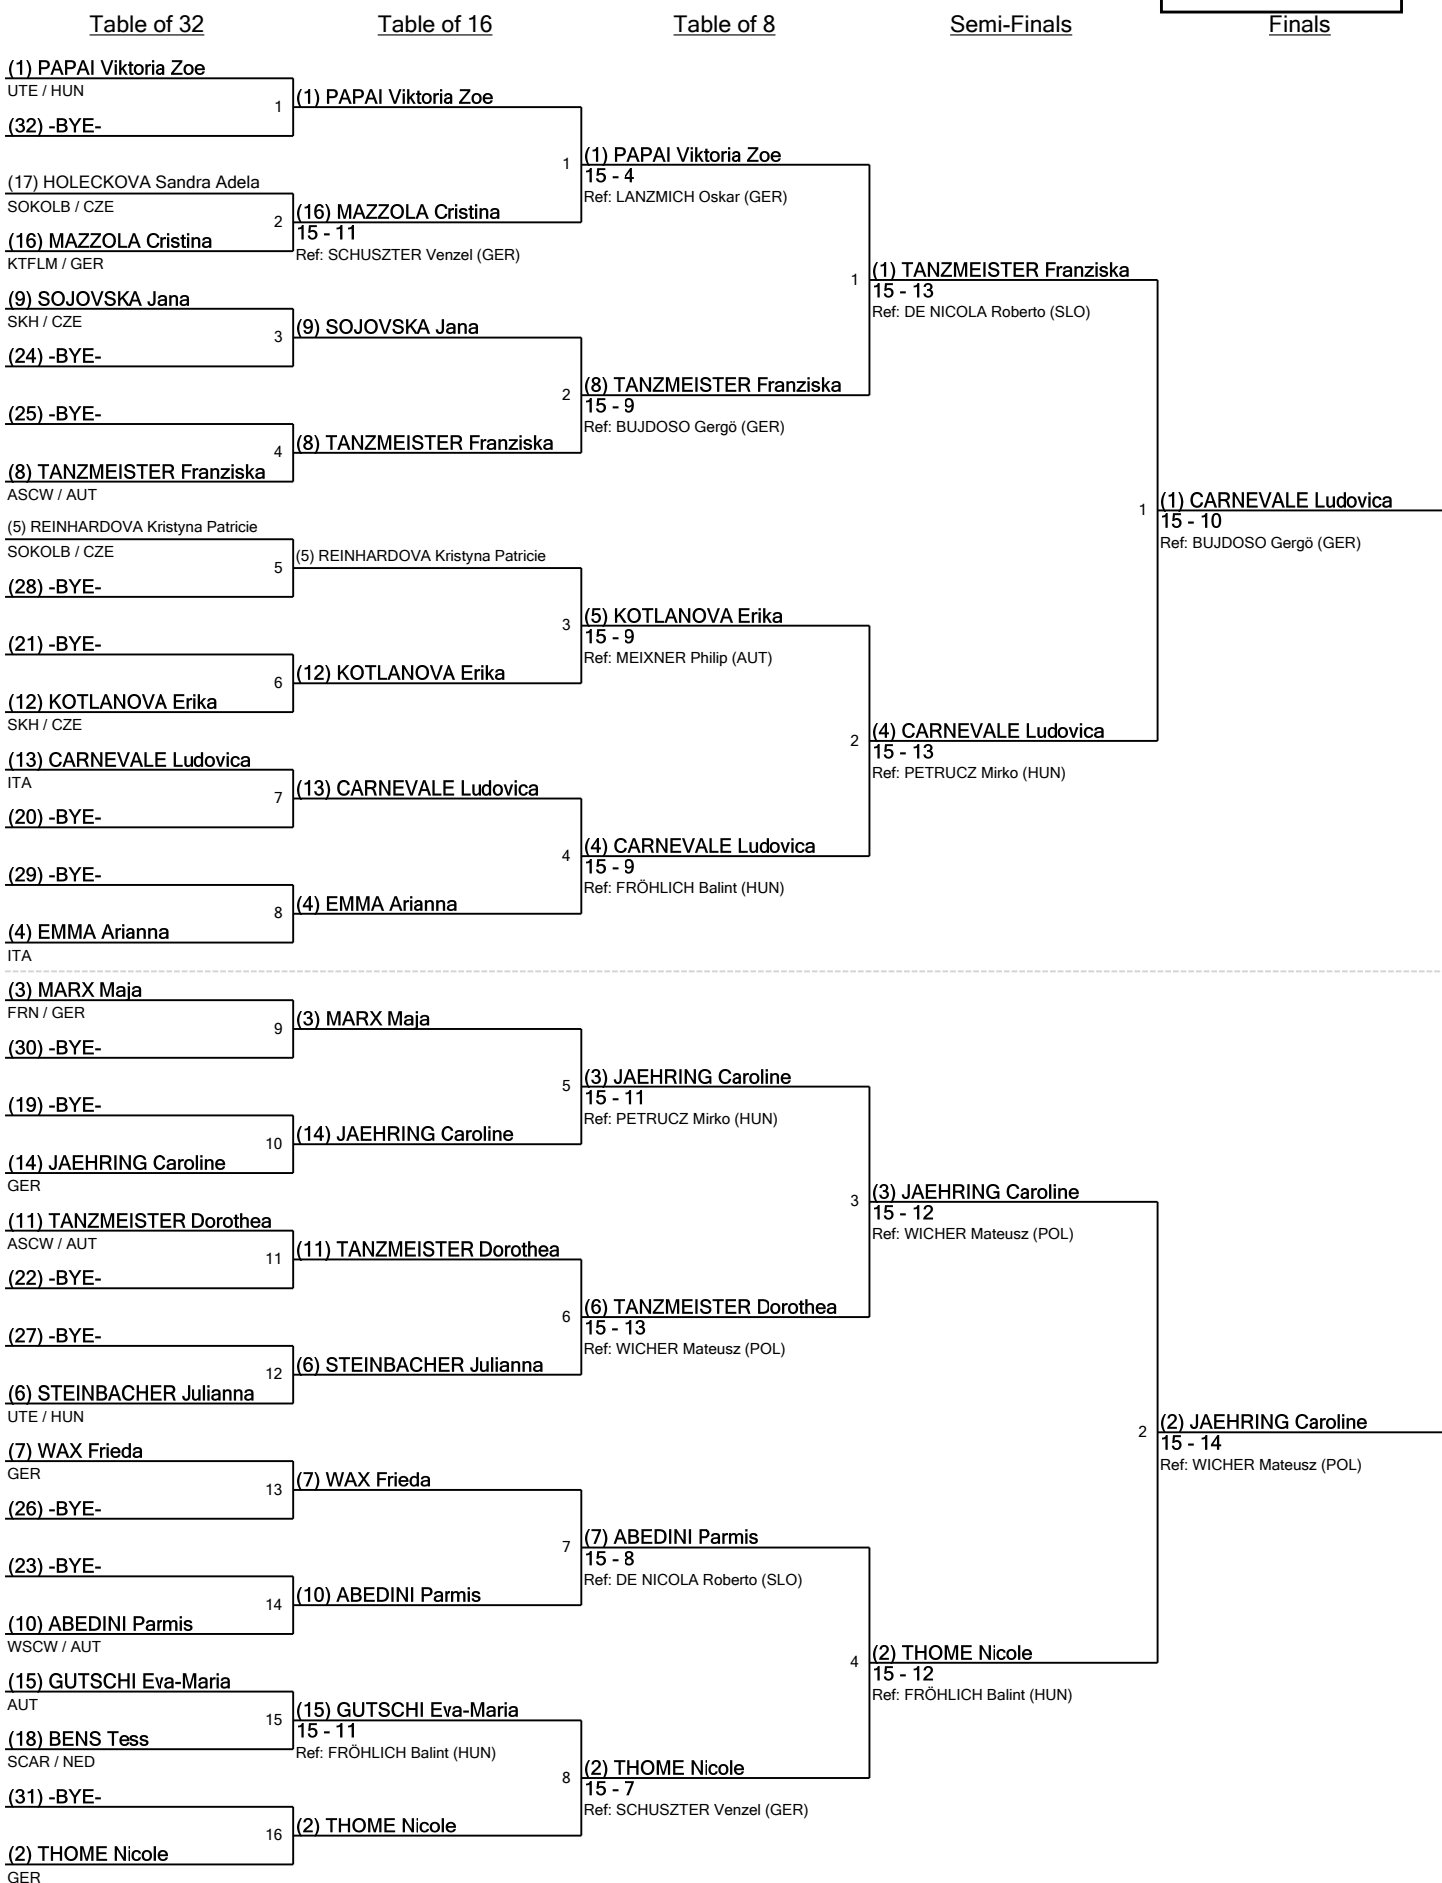 Table of 32
Table of 16
Table of 8
Semi-Finals
Finals
(1) PAPAI Viktoria Zoe
UTE / HUN
1
(32) -BYE-
(17) HOLECKOVA Sandra Adela
SOKOLB / CZE
2
(16) MAZZOLA Cristina
KTFLM / GER
(9) SOJOVSKA Jana
SKH / CZE
3
(24) -BYE-
(25) -BYE-
4
(8) TANZMEISTER Franziska
ASCW / AUT
(5) REINHARDOVA Kristyna Patricie
SOKOLB / CZE
5
(28) -BYE-
(21) -BYE-
6
(12) KOTLANOVA Erika
SKH / CZE
(13) CARNEVALE Ludovica
ITA
7
(20) -BYE-
(29) -BYE-
8
(4) EMMA Arianna
ITA
(3) MARX Maja
FRN / GER
9
(30) -BYE-
(19) -BYE-
10
(14) JAEHRING Caroline
GER
(11) TANZMEISTER Dorothea
ASCW / AUT
11
(22) -BYE-
(27) -BYE-
12
(6) STEINBACHER Julianna
UTE / HUN
(7) WAX Frieda
GER
13
(26) -BYE-
(23) -BYE-
14
(10) ABEDINI Parmis
WSCW / AUT
(15) GUTSCHI Eva-Maria
AUT
15
(18) BENS Tess
SCAR / NED
(31) -BYE-
16
(2) THOME Nicole
GER
(1) PAPAI Viktoria Zoe
1
(16) MAZZOLA Cristina
15 - 11
Ref: SCHUSZTER Venzel (GER)
(9) SOJOVSKA Jana
2
(8) TANZMEISTER Franziska
(5) REINHARDOVA Kristyna Patricie
3
(12) KOTLANOVA Erika
(13) CARNEVALE Ludovica
4
(4) EMMA Arianna
(3) MARX Maja
5
(14) JAEHRING Caroline
(11) TANZMEISTER Dorothea
6
(6) STEINBACHER Julianna
(7) WAX Frieda
7
(10) ABEDINI Parmis
(15) GUTSCHI Eva-Maria
15 - 11
Ref: FRÖHLICH Balint (HUN)
8
(2) THOME Nicole
(1) PAPAI Viktoria Zoe
15 - 4
Ref: LANZMICH Oskar (GER)
1
(8) TANZMEISTER Franziska
15 - 9
Ref: BUJDOSO Gergö (GER)
(5) KOTLANOVA Erika
15 - 9
Ref: MEIXNER Philip (AUT)
2
(4) CARNEVALE Ludovica
15 - 9
Ref: FRÖHLICH Balint (HUN)
(3) JAEHRING Caroline
15 - 11
Ref: PETRUCZ Mirko (HUN)
3
(6) TANZMEISTER Dorothea
15 - 13
Ref: WICHER Mateusz (POL)
(7) ABEDINI Parmis
15 - 8
Ref: DE NICOLA Roberto (SLO)
4
(2) THOME Nicole
15 - 7
Ref: SCHUSZTER Venzel (GER)
(1) TANZMEISTER Franziska
15 - 13
Ref: DE NICOLA Roberto (SLO)
1
(4) CARNEVALE Ludovica
15 - 13
Ref: PETRUCZ Mirko (HUN)
(3) JAEHRING Caroline
15 - 12
Ref: WICHER Mateusz (POL)
2
(2) THOME Nicole
15 - 12
Ref: FRÖHLICH Balint (HUN)
(1) CARNEVALE Ludovica
15 - 10
Ref: BUJDOSO Gergö (GER)
(2) JAEHRING Caroline
15 - 14
Ref: WICHER Mateusz (POL)